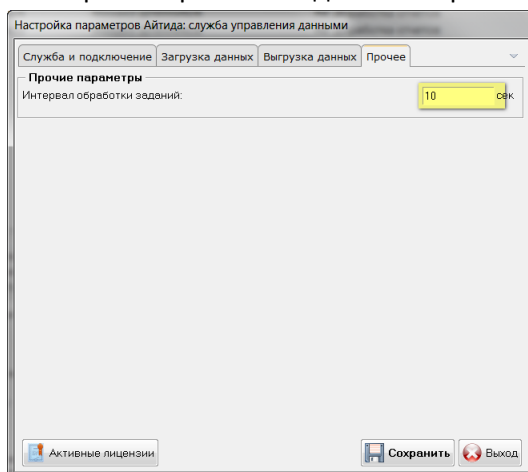 Настройка параметров Айтида: служба управления данными
Служба и подключение Загрузка данных Выгрузка данных Прочее
Прочие параметры
Интервал обработки заданий: 10 сек
Активные лицензии Сохранить Выход